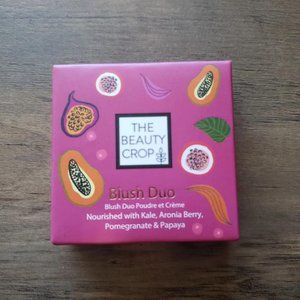 THE
BEAUTY
CROP
Blush Duo
Blush Duo Poudre et Crème
Nourished with Kale, Aronia Berry,
Pomegranate & Papaya